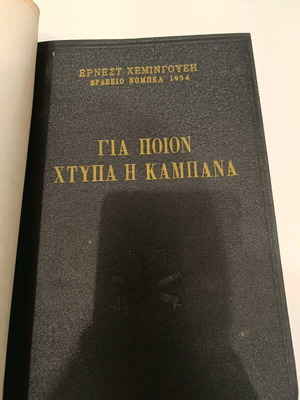 ΕΡΝΕΣΤ ΧΕΜΙΝΓΟΥΕΗ
ΒΡΑΒΕΙΟ ΝΟΜΠΕΛ 1954
ΓΙΑ ΠΟΙΟΝ
ΧΤΥΠΑ Η ΚΑΜΠΑΝΑ